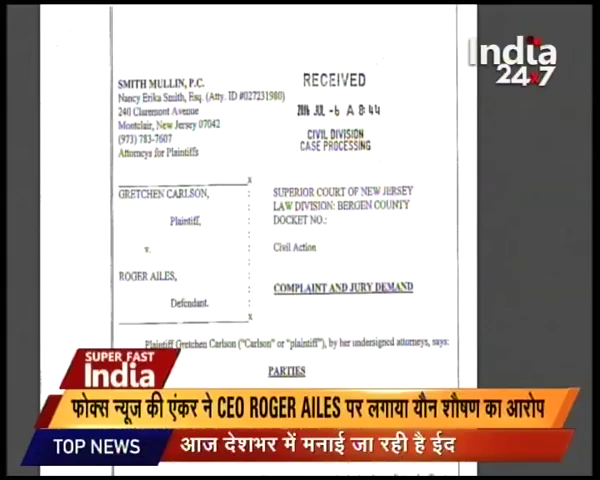 India
24x7
SMITH MULLIN, P.C.
Nancy Erika Smith, Esq. (Atty. ID #027231980)
240 Claremont Avenue
Montclair, New Jersey 07042
(973) 783-7607
Attorneys for Plaintiffs
RECEIVED
2016 JUL -6 A 8:44
CIVIL DIVISION
CASE PROCESSING
x
GRETCHEN CARLSON,
Plaintiff,
v.
ROGER AILES,
Defendant.
x
SUPERIOR COURT OF NEW JERSEY
LAW DIVISION: BERGEN COUNTY
DOCKET NO.:
Civil Action
COMPLAINT AND JURY DEMAND
Plaintiff Gretchen Carlson ("Carlson" or "plaintiff"), by her undersigned attorneys, says:
PARTIES
SUPER FAST
India
फोक्स न्यूज की एंकर ने CEO ROGER AILES पर लगाया यौन शौषण का आरोप
TOP NEWS
आज देशभर में मनाई जा रही है ईद